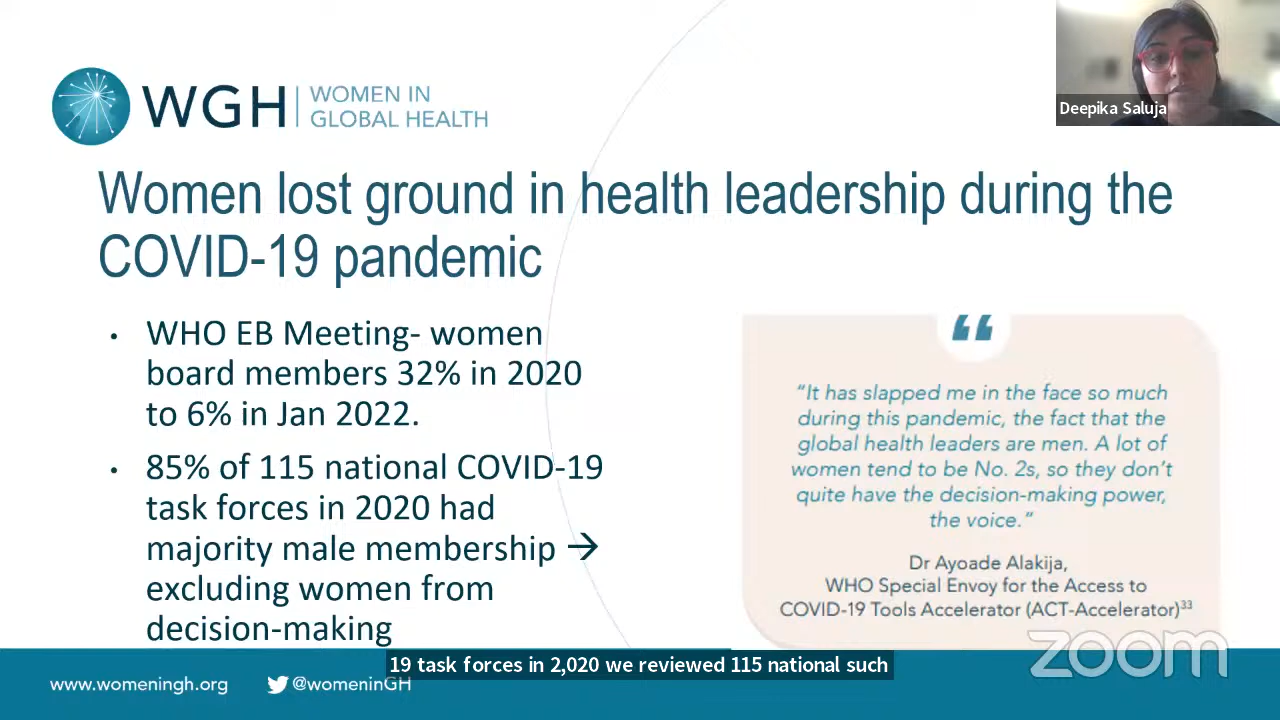 WGH
WOMEN IN
GLOBAL HEALTH
Deepika Saluja
Women lost ground in health leadership during the
COVID-19 pandemic
• WHO EB Meeting- women
board members 32% in 2020
to 6% in Jan 2022.
• 85% of 115 national COVID-19
task forces in 2020 had
majority male membership →
excluding women from
decision-making
“
“It has slapped me in the face so much
during this pandemic, the fact that the
global health leaders are men. A lot of
women tend to be No. 2s, so they don’t
quite have the decision-making power,
the voice.”
Dr Ayoade Alakija,
WHO Special Envoy for the Access to
COVID-19 Tools Accelerator (ACT-Accelerator)³³
zoom
19 task forces in 2,020 we reviewed 115 national such
www.womeningh.org
@womeninGH